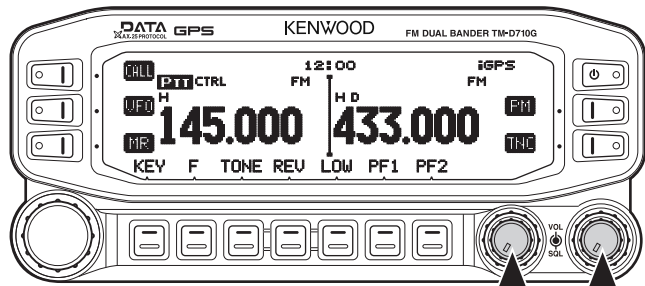 DATA GPS KENWOOD FM DUAL BANDER TM-D710G
AX.25 PROTOCOL
CALL 12:00 iGPS
PTT CTRL FM FM
VFO H H D PM
145.000 433.000
MR TNC
KEY F TONE REV LOW PF1 PF2
VOL
SQL